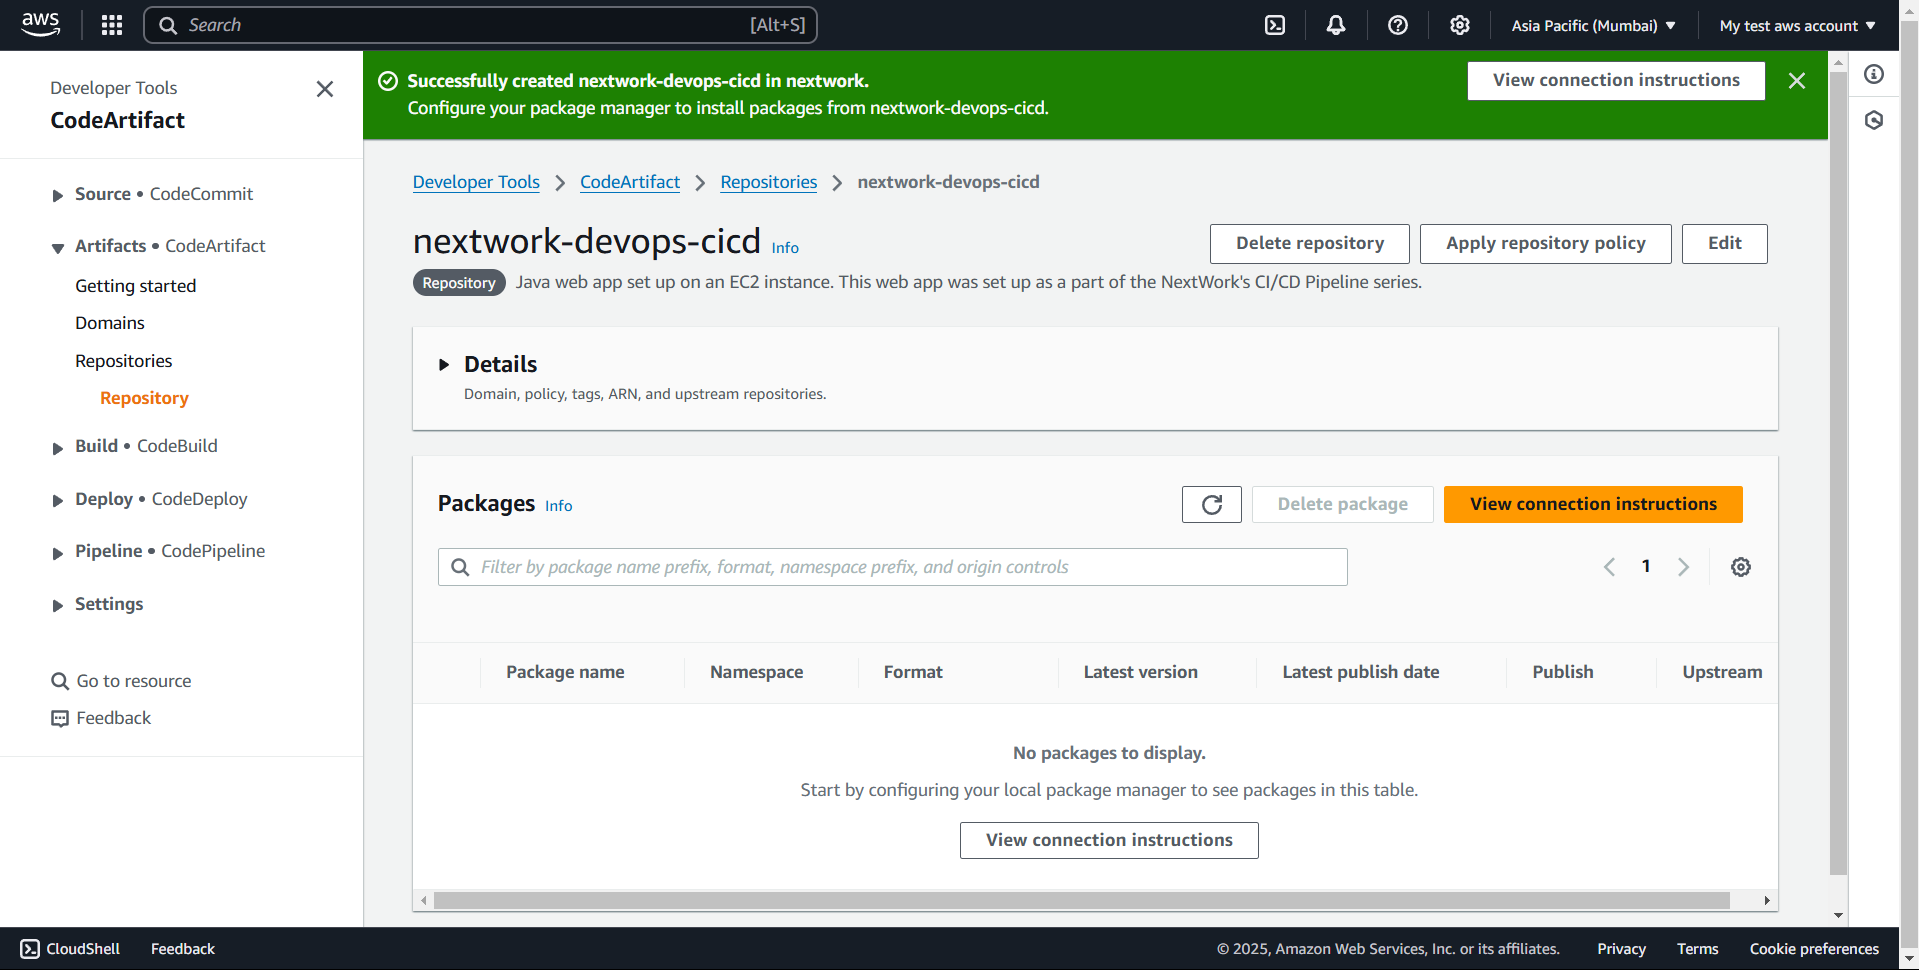 aws
Search [Alt+S]
Asia Pacific (Mumbai)
My test aws account
Developer Tools
CodeArtifact
Source • CodeCommit
Artifacts • CodeArtifact
Getting started
Domains
Repositories
Repository
Build • CodeBuild
Deploy • CodeDeploy
Pipeline • CodePipeline
Settings
Go to resource
Feedback
Successfully created nextwork-devops-cicd in nextwork.
Configure your package manager to install packages from nextwork-devops-cicd.
View connection instructions
Developer Tools > CodeArtifact > Repositories > nextwork-devops-cicd
nextwork-devops-cicd Info
Delete repository
Apply repository policy
Edit
Repository Java web app set up on an EC2 instance. This web app was set up as a part of the NextWork's CI/CD Pipeline series.
Details
Domain, policy, tags, ARN, and upstream repositories.
Packages Info
Delete package
View connection instructions
Filter by package name prefix, format, namespace prefix, and origin controls
1
Package name Namespace Format Latest version Latest publish date Publish Upstream
No packages to display.
Start by configuring your local package manager to see packages in this table.
View connection instructions
CloudShell Feedback © 2025, Amazon Web Services, Inc. or its affiliates. Privacy Terms Cookie preferences